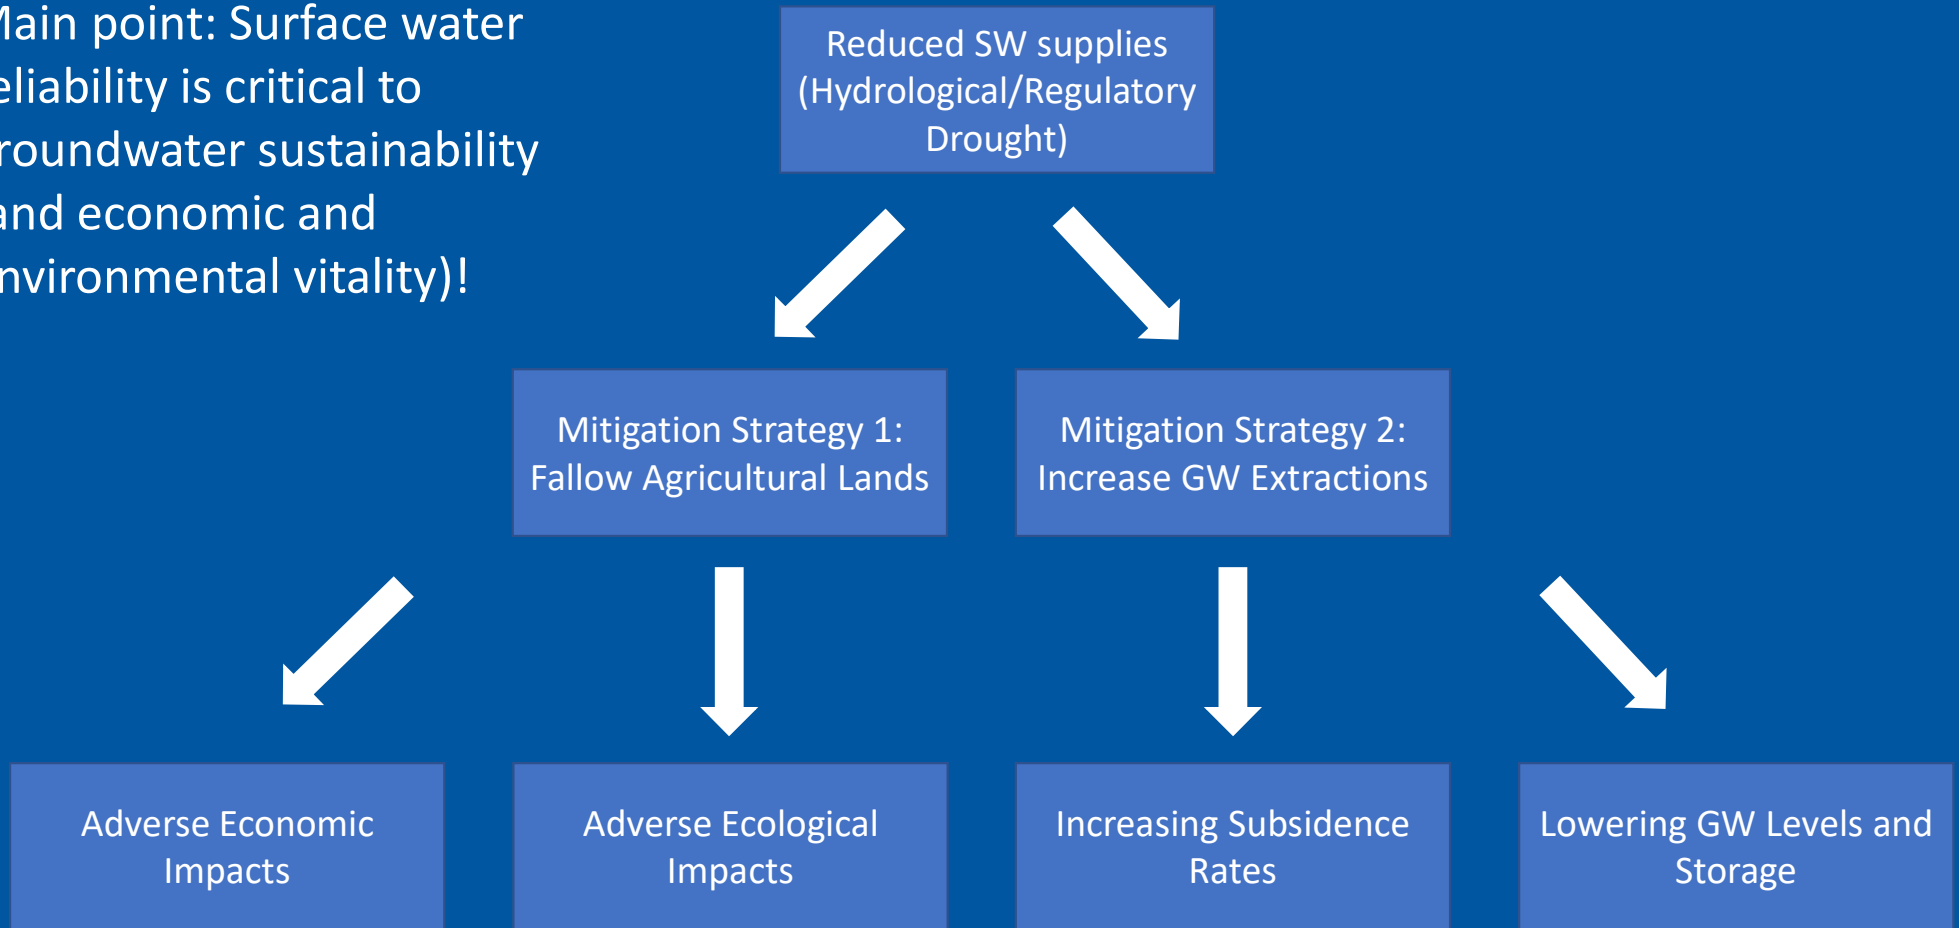 Main point: Surface water
eliability is critical to
roundwater sustainability
and economic and
nvironmental vitality)!
Reduced SW supplies
(Hydrological/Regulatory
Drought)
Mitigation Strategy 1:
Fallow Agricultural Lands
Mitigation Strategy 2:
Increase GW Extractions
Adverse Economic
Impacts
Adverse Ecological
Impacts
Increasing Subsidence
Rates
Lowering GW Levels and
Storage